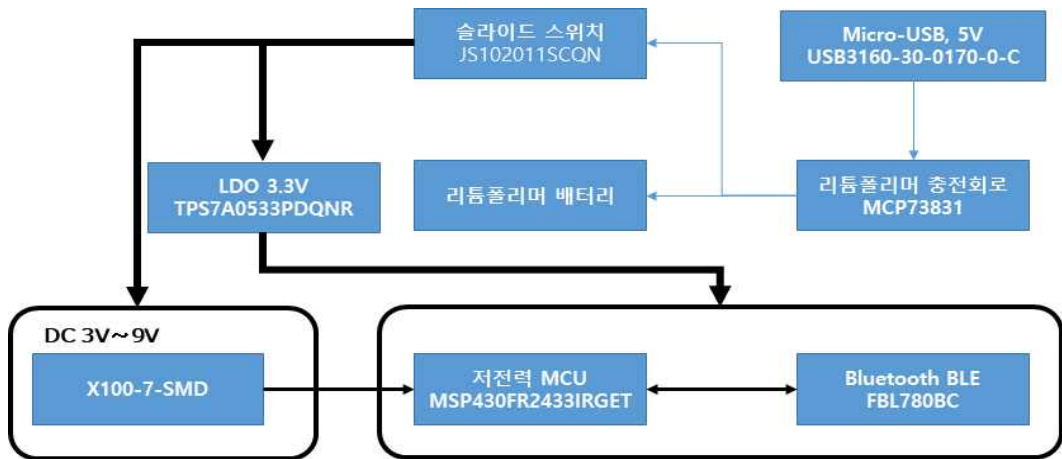 슬라이드 스위치
JS102011SCQN
Micro-USB, 5V
USB3160-30-0170-0-C
LDO 3.3V
TPS7A0533PDQNR
리튬폴리머 배터리
리튬폴리머 충전회로
MCP73831
DC 3V~9V
X100-7-SMD
저전력 MCU
MSP430FR2433IRGET
Bluetooth BLE
FBL780BC